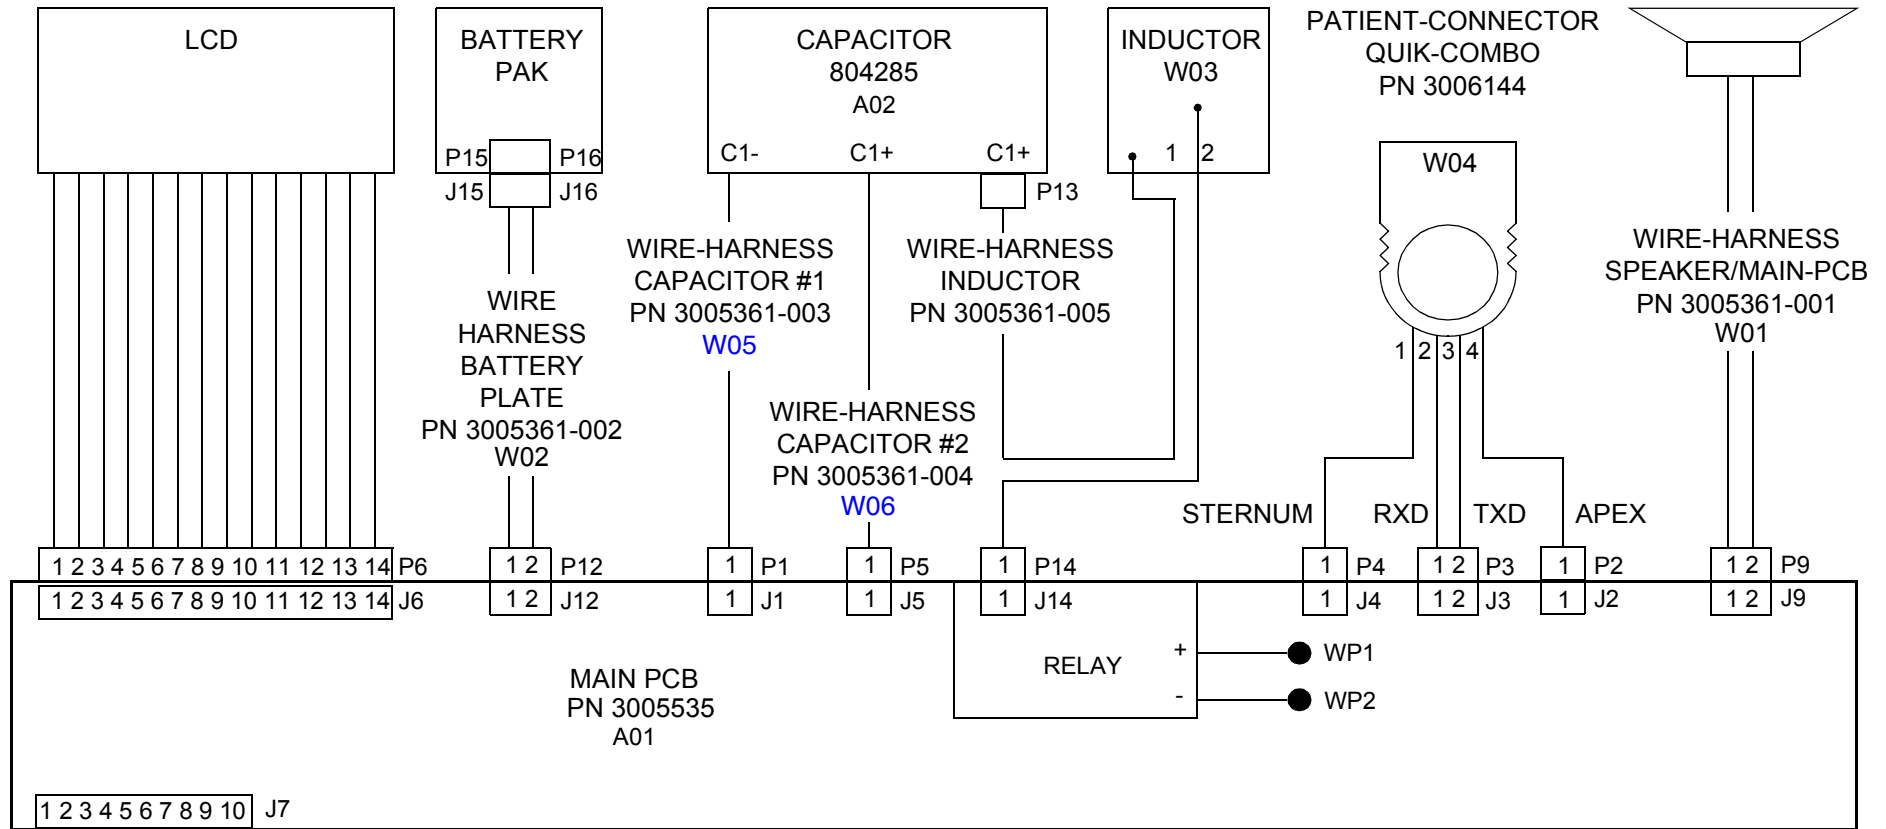 LCD
BATTERY
PAK
P15 P16
J15 J16
WIRE
HARNESS
BATTERY
PLATE
PN 3005361-002
W02
CAPACITOR
804285
A02
C1- C1+ C1+
P13
WIRE-HARNESS
CAPACITOR #1
PN 3005361-003
W05
WIRE-HARNESS
CAPACITOR #2
PN 3005361-004
W06
WIRE-HARNESS
INDUCTOR
PN 3005361-005
INDUCTOR
W03
1 2
PATIENT-CONNECTOR
QUIK-COMBO
PN 3006144
W04
1 2 3 4
STERNUM RXD TXD APEX
WIRE-HARNESS
SPEAKER/MAIN-PCB
PN 3005361-001
W01
1 2 3 4 5 6 7 8 9 10 11 12 13 14 P6
1 2 P12
1 P1
1 P5
1 P14
1 P4
1 2 P3
1 P2
1 2 P9
1 2 3 4 5 6 7 8 9 10 11 12 13 14 J6
1 2 J12
1 J1
1 J5
1 J14
1 J4
1 2 J3
1 J2
1 2 J9
RELAY
+ WP1
- WP2
MAIN PCB
PN 3005535
A01
1 2 3 4 5 6 7 8 9 10 J7